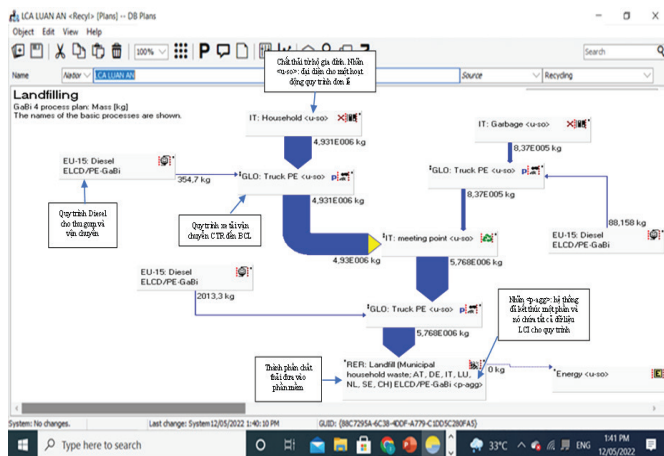 LCA LUAN AN <Recyl> [Plans] -- DB Plans
Object Edit View Help
100%
Search
Name
Nation
LCA LUAN AN
Source
Recycling
Landfilling
GaBi 4 process plan: Mass [kg]
The names of the basic processes are shown.
Chất thải từ hộ gia đình. Nhãn
<u-so>: đại diện cho một hoạt
động quy trình đơn lẻ
IT: Household <u-so>
4,931E006 kg
IT: Garbage <u-so>
8,37E005 kg
EU-15: Diesel
ELCD/PE-GaBi
354,7 kg
GLO: Truck PE <u-so>
4,931E006 kg
GLO: Truck PE <u-so>
8,37E005 kg
Quy trình Diesel
cho thu gom và
vận chuyển
Quy trình xe tải vận
chuyển CTR đến BCL
88,158 kg
EU-15: Diesel
ELCD/PE-GaBi
IT: meeting point <u-so>
4,93E006 kg
5,768E006 kg
EU-15: Diesel
ELCD/PE-GaBi
2013,3 kg
GLO: Truck PE <u-so>
5,768E006 kg
Nhãn <p-agg>: hệ thống
đã kết thúc một phần và
nó chứa tất cả dữ liệu
LCI cho quy trình
Thành phần chất
thải đưa vào
phần mềm
RER: Landfill (Municipal
household waste; AT, DE, IT, LU,
NL, SE, CH) ELCD/PE-GaBi <p-agg>
0 kg
Energy <u-so>
System: No changes.
Last change: System 12/05/2022 1:40:10 PM
GUID: {88C7295A-6C38-4DDF-A779-C1DD5C280FA5}
Type here to search
33°C
ENG
1:41 PM
12/05/2022